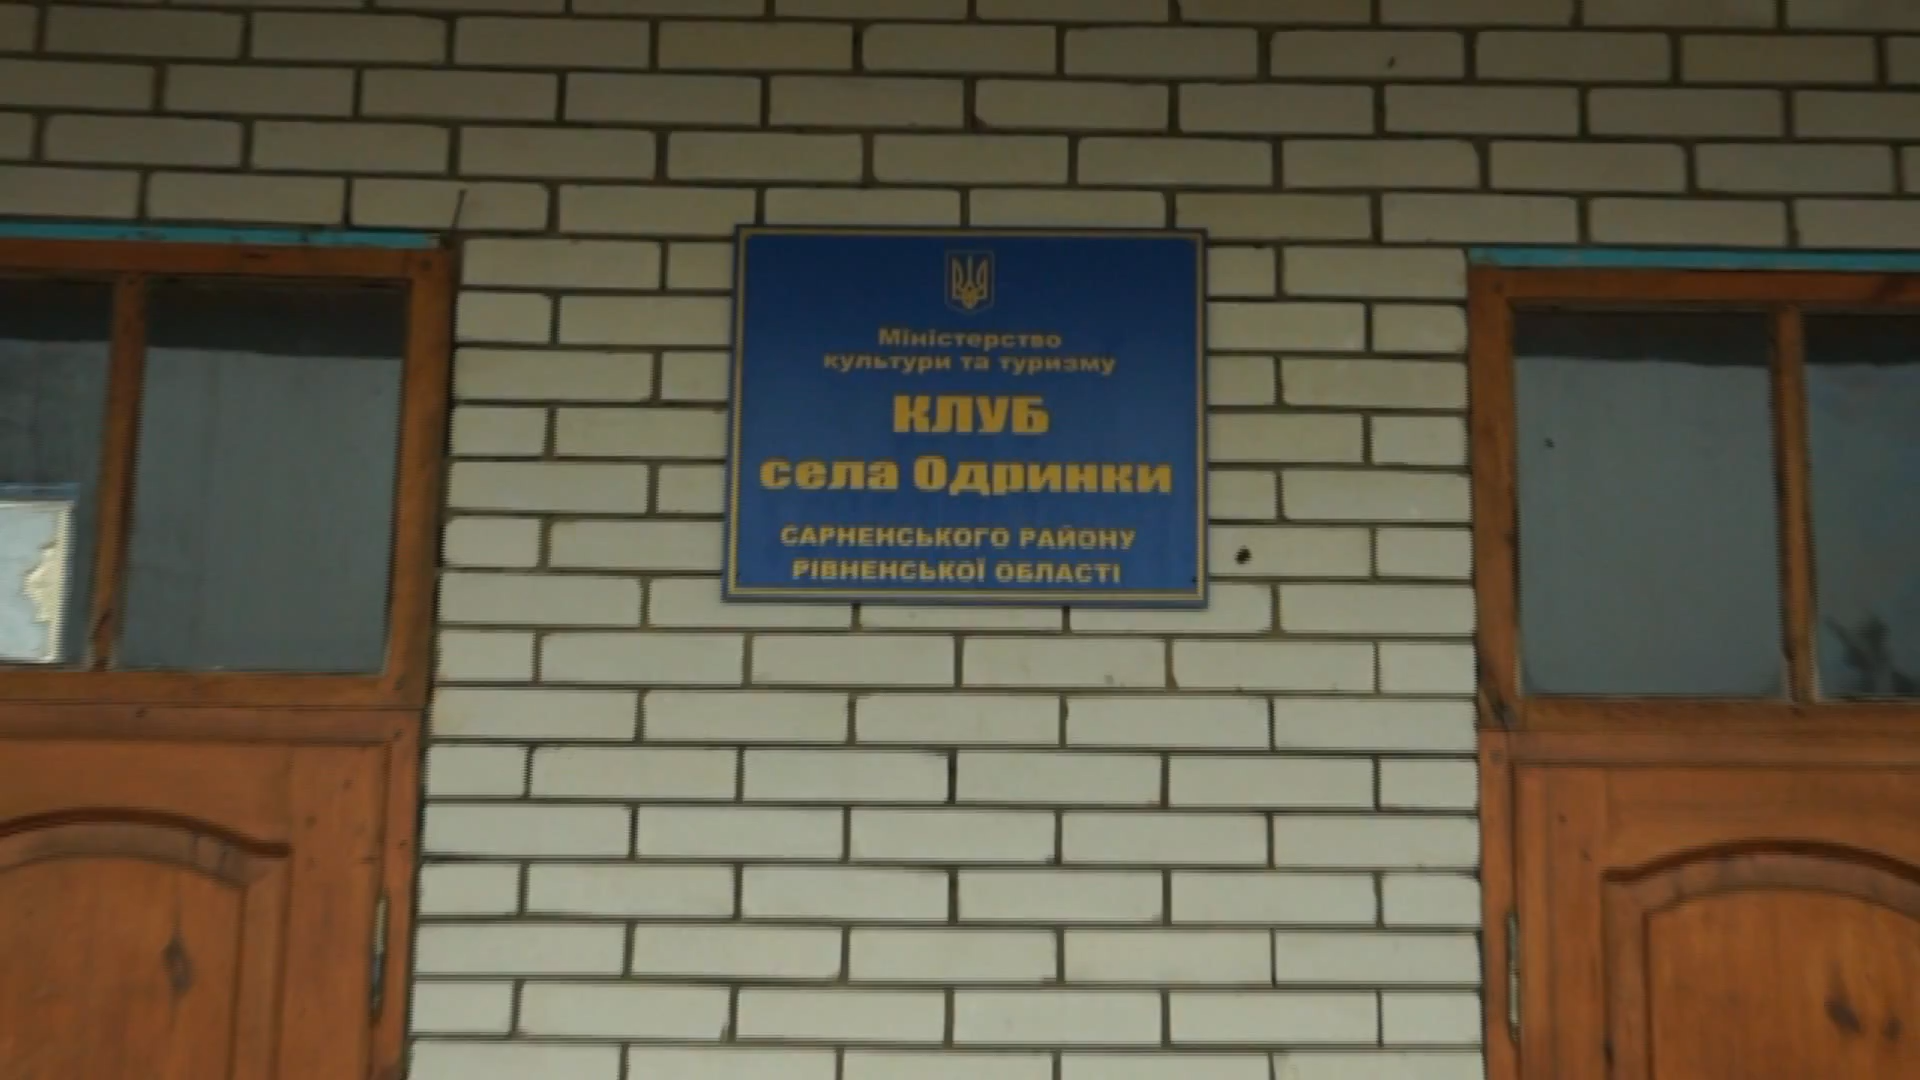 Міністерство
культури та туризму
КЛУБ
села Одринки
САРНЕНСЬКОГО РАЙОНУ
РІВНЕНСЬКОЇ ОБЛАСТІ